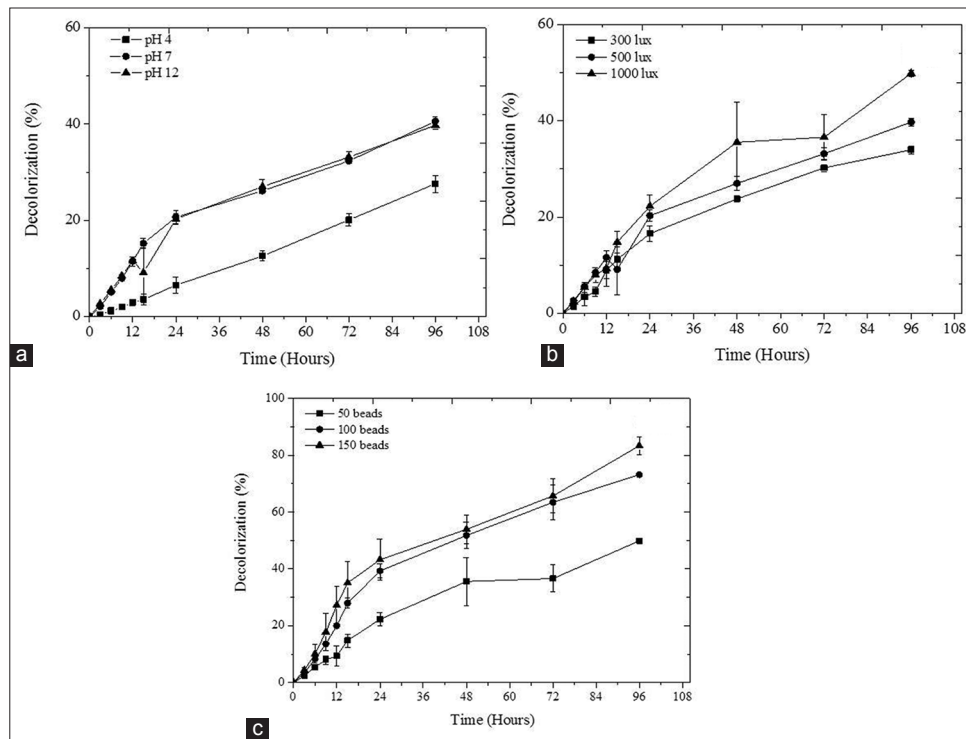 60
pH 4
pH 7
pH 12
40
20
0
Decolorization (%)
0 12 24 36 48 60 72 84 96 108
Time (Hours)
a
60
300 lux
500 lux
1000 lux
40
20
0
Decolorization (%)
0 12 24 36 48 60 72 84 96 108
Time (Hours)
b
100
50 beads
100 beads
150 beads
80
60
40
20
0
Decolorization (%)
0 12 24 36 48 60 72 84 96 108
Time (Hours)
c